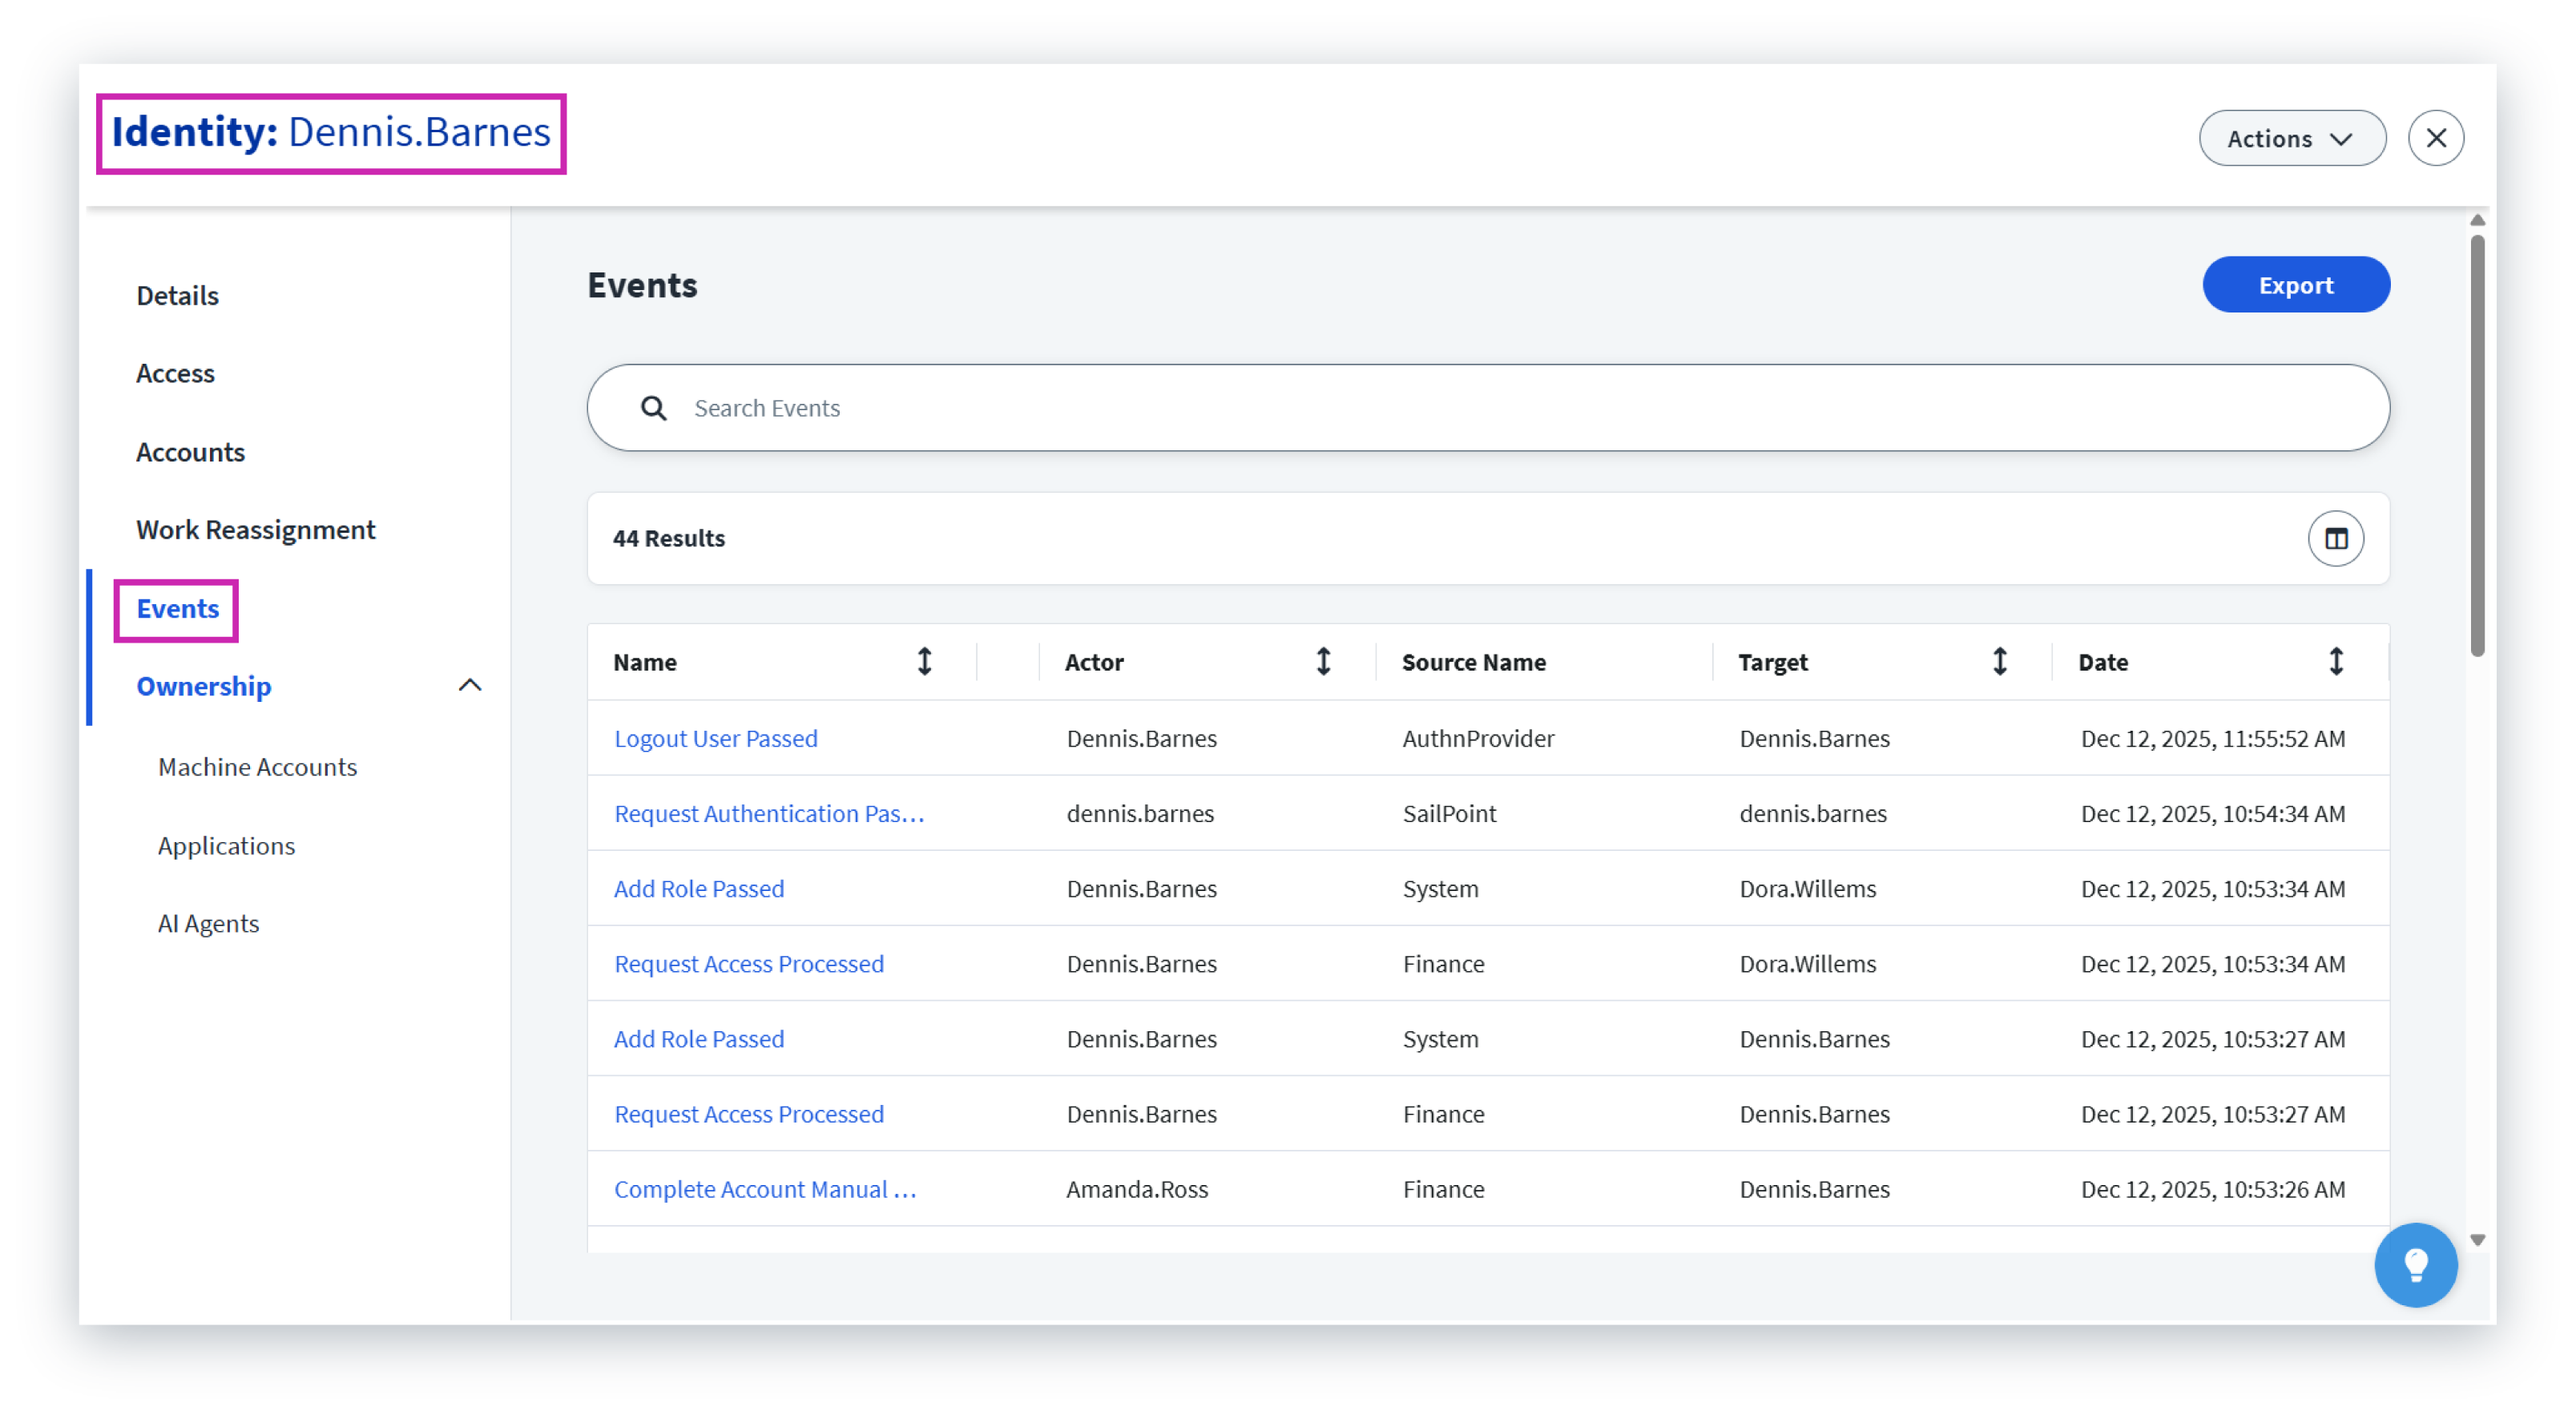 Identity: Dennis.Barnes
Actions
Details
Access
Accounts
Work Reassignment
Events
Ownership
Machine Accounts
Applications
AI Agents
Events
Export
Search Events
44 Results
Name Actor Source Name Target Date
Logout User Passed Dennis.Barnes AuthnProvider Dennis.Barnes Dec 12, 2025, 11:55:52 AM
Request Authentication Pas... dennis.barnes SailPoint dennis.barnes Dec 12, 2025, 10:54:34 AM
Add Role Passed Dennis.Barnes System Dora.Willems Dec 12, 2025, 10:53:34 AM
Request Access Processed Dennis.Barnes Finance Dora.Willems Dec 12, 2025, 10:53:34 AM
Add Role Passed Dennis.Barnes System Dennis.Barnes Dec 12, 2025, 10:53:27 AM
Request Access Processed Dennis.Barnes Finance Dennis.Barnes Dec 12, 2025, 10:53:27 AM
Complete Account Manual ... Amanda.Ross Finance Dennis.Barnes Dec 12, 2025, 10:53:26 AM